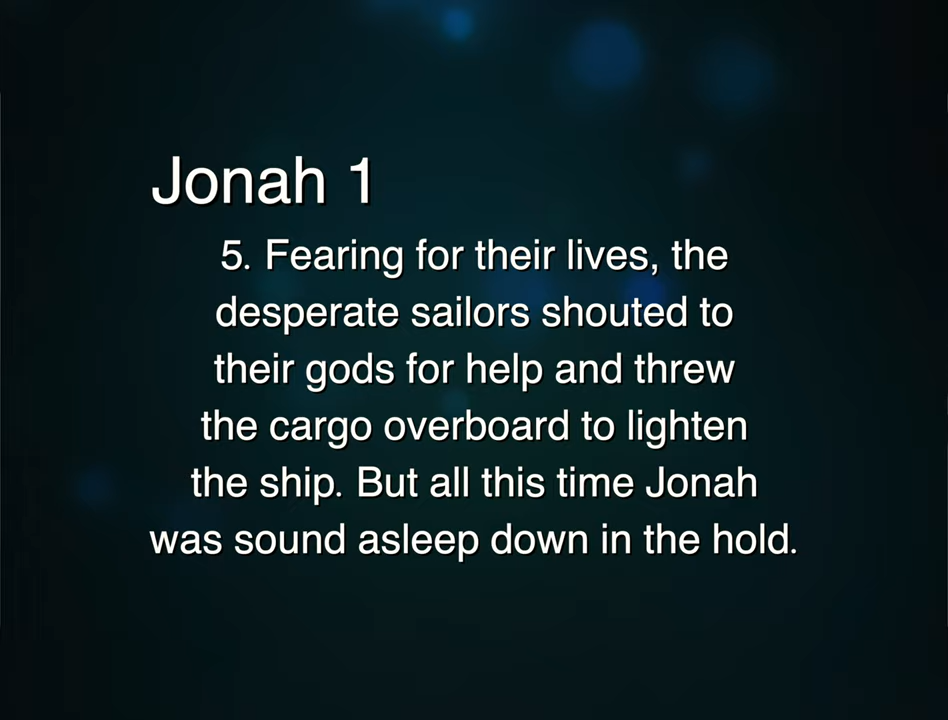 Jonah 1
5. Fearing for their lives, the
desperate sailors shouted to
their gods for help and threw
the cargo overboard to lighten
the ship. But all this time Jonah
was sound asleep down in the hold.